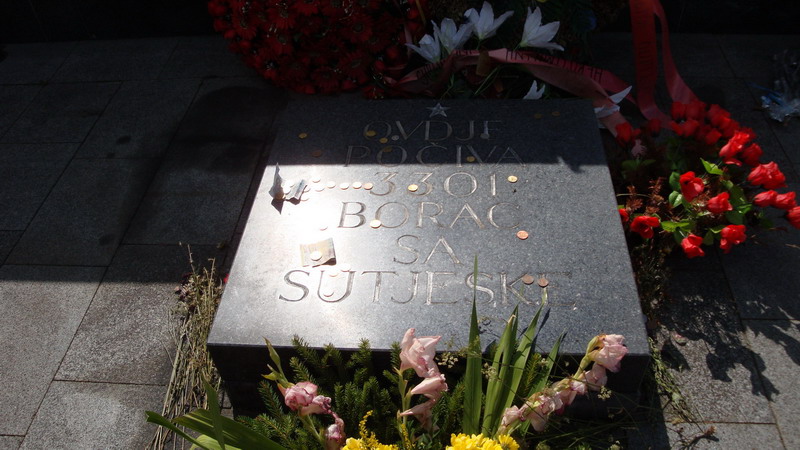 OVDJE
POČIVA
3301
BORAC
SA
SUTJESKE